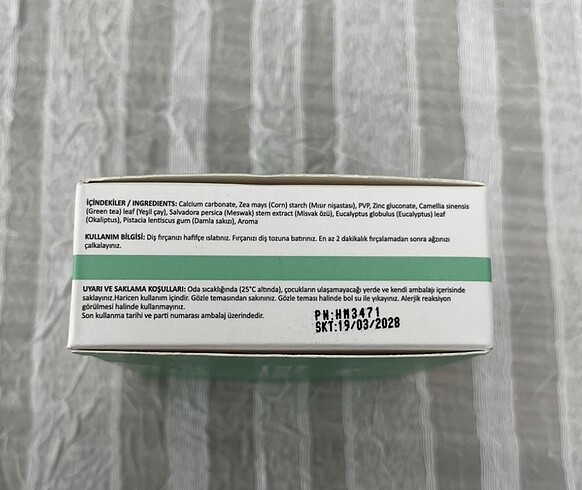 İÇİNDEKİLER / INGREDIENTS: Calcium carbonate, Zea mays (Corn) starch (Mısır nişastası), PVP, Zinc gluconate, Camellia sinensis
(Green tea) leaf (Yeşil çay), Salvadora persica (Meswak) stem extract (Misvak özü), Eucalyptus globulus (Eucalyptus) leaf
(Okaliptus), Pistacia lentiscus gum (Damla sakızı), Aroma
KULLANIM BİLGİSİ: Diş fırçanızı hafifçe ıslatınız. Fırçanızı diş tozuna batırınız. En az 2 dakikalık fırçalamadan sonra ağzınızı
çalkalayınız.
UYARI VE SAKLAMA KOŞULLARI: Oda sıcaklığında (25°C altında), çocukların ulaşamayacağı yerde ve kendi ambalajı içerisinde
saklayınız.Haricen kullanım içindir. Gözle temasından sakınınız. Gözle teması halinde bol su ile yıkayınız. Alerjik reaksiyon
görülmesi halinde kullanmayınız.
Son kullanma tarihi ve parti numarası ambalaj üzerindedir.
PN:HM3471
SKT:19/03/2028